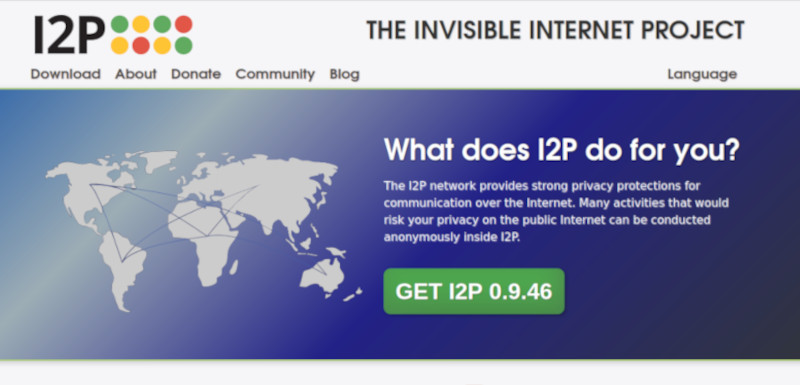 I2P
THE INVISIBLE INTERNET PROJECT
Download About Donate Community Blog
Language
What does I2P do for you?
The I2P network provides strong privacy protections for
communication over the Internet. Many activities that would
risk your privacy on the public Internet can be conducted
anonymously inside I2P.
GET I2P 0.9.46